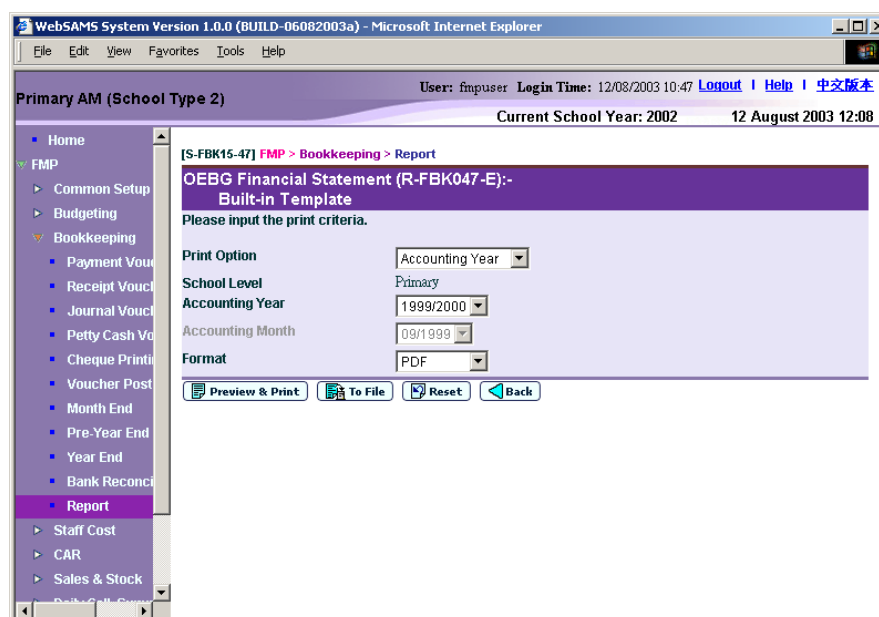 WebSAMS System Version 1.0.0 (BUILD-06082003a) - Microsoft Internet Explorer
File Edit View Favorites Tools Help
Primary AM (School Type 2)
User: fmpuser Login Time: 12/08/2003 10:47 Logout | Help | 中文版本
Current School Year: 2002 12 August 2003 12:08
Home
FMP
Common Setup
Budgeting
Bookkeeping
Payment Vou
Receipt Vouc
Journal Vouc
Petty Cash Vo
Cheque Printi
Voucher Post
Month End
Pre-Year End
Year End
Bank Reconci
Report
Staff Cost
CAR
Sales & Stock
[S-FBK15-47] FMP > Bookkeeping > Report
OEBG Financial Statement (R-FBK047-E):-
Built-in Template
Please input the print criteria.
Print Option Accounting Year
School Level Primary
Accounting Year 1999/2000
Accounting Month 09/1999
Format PDF
Preview & Print To File Reset Back